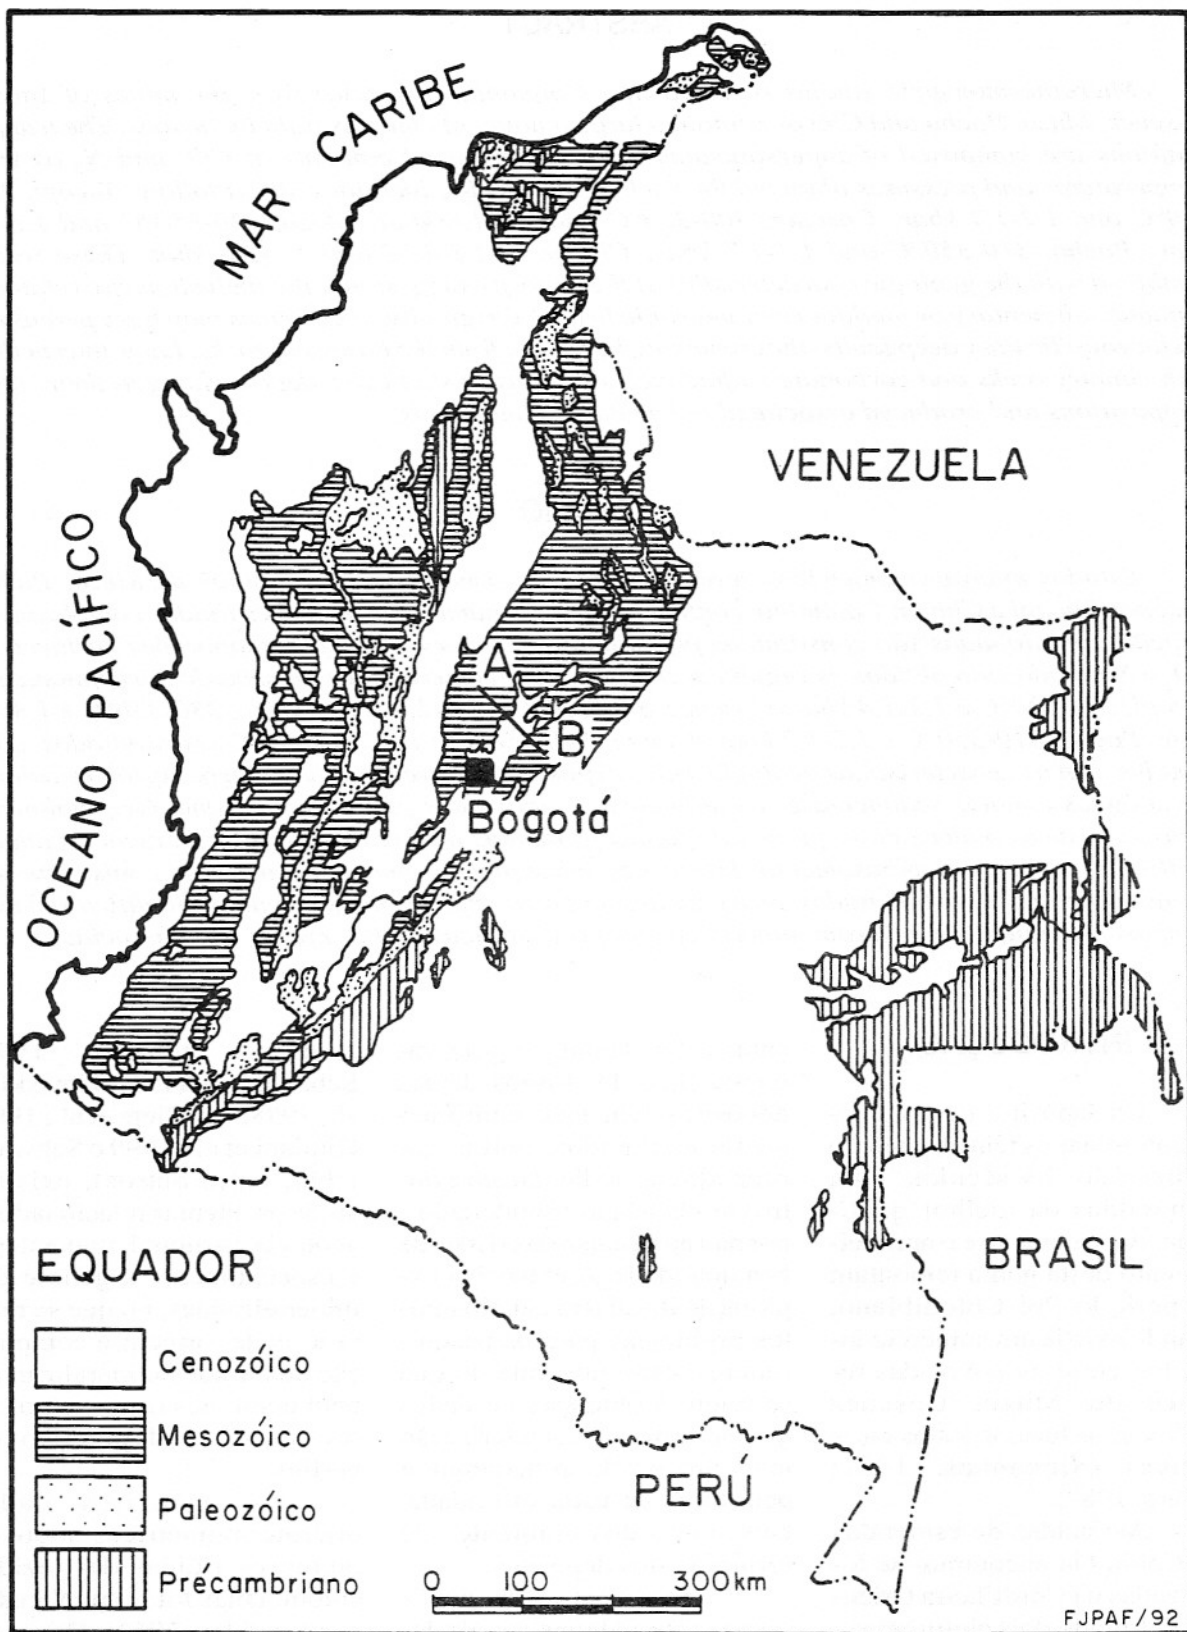 MAR CARIBE
VENEZUELA
OCEANO PACÍFICO
A
B
Bogotá
EQUADOR
BRASIL
PERÚ
Cenozóico
Mesozóico
Paleozóico
Précambriano
0 100 300km
FJPAF/92